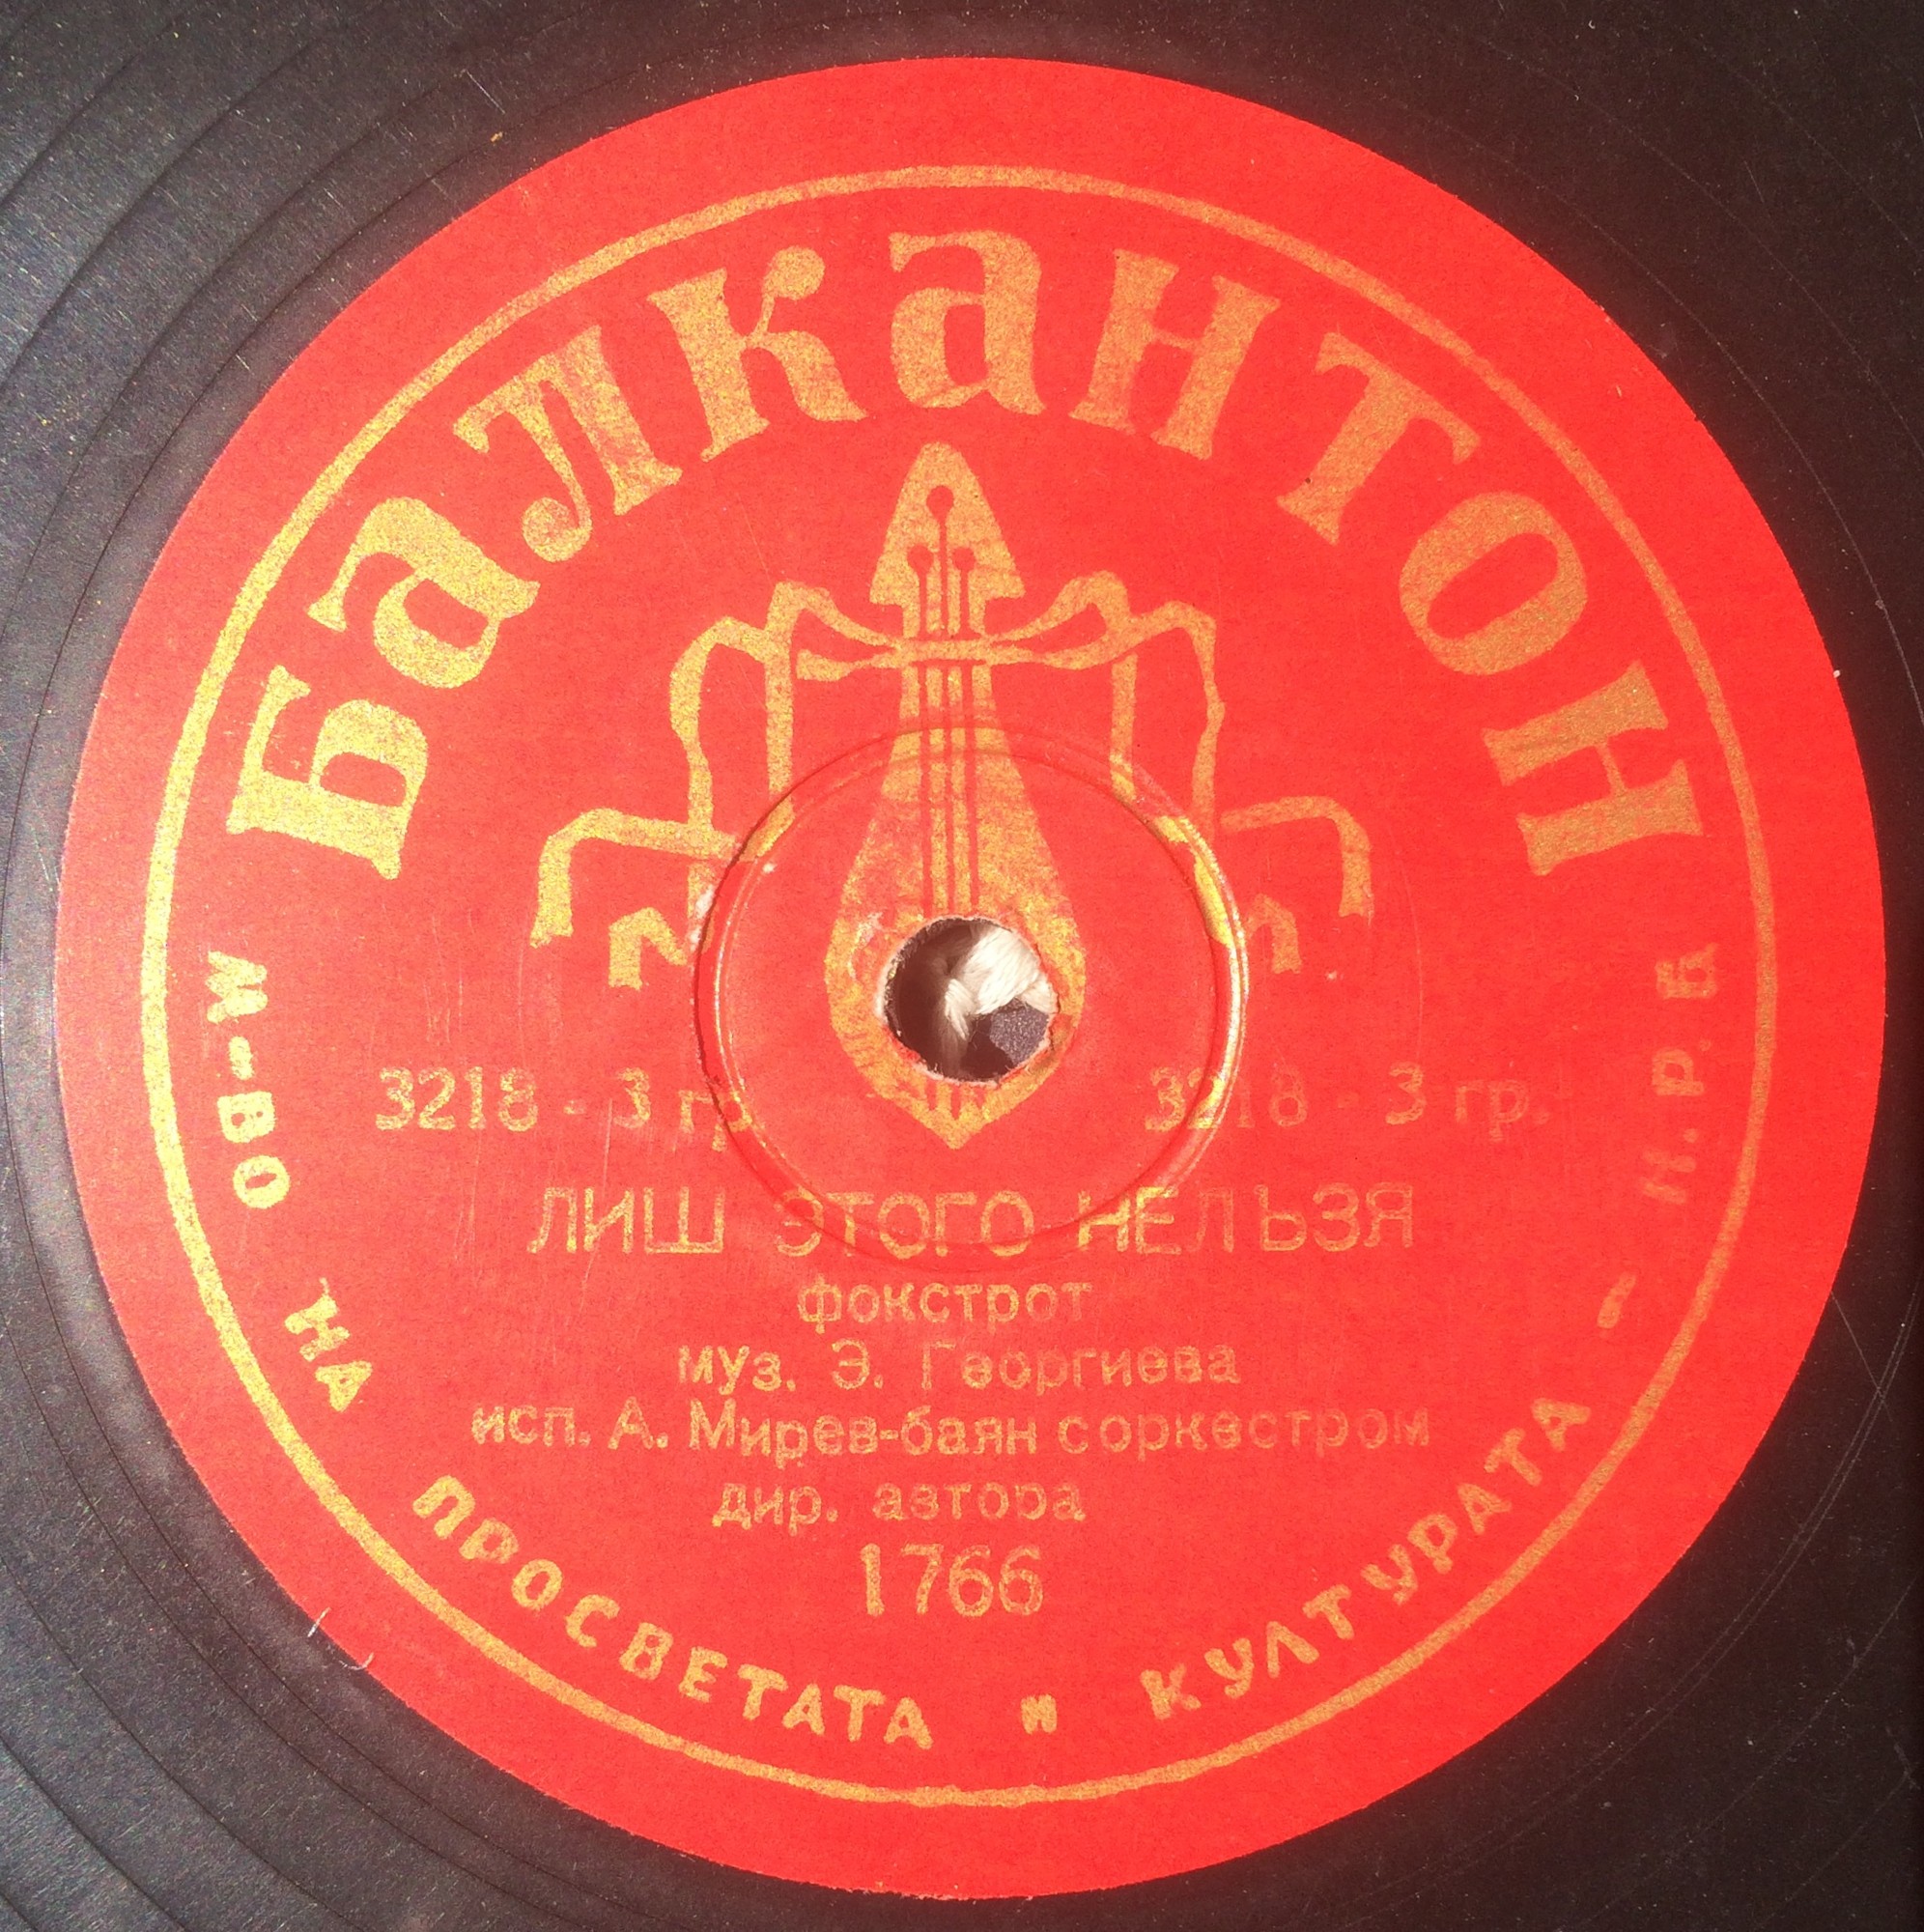 Балкантон
3218 - 3 гр. 3218 - 3 гр.
ЛИШ ЭТОГО НЕЛЬЗЯ
фокстрот
муз. Э. Георгиева
исп. А. Мирев-баян с оркестром
дир. автора
1766
М-ВО НА ПРОСВЕТАТА И КУЛТУРАТА - Н.Р.Б